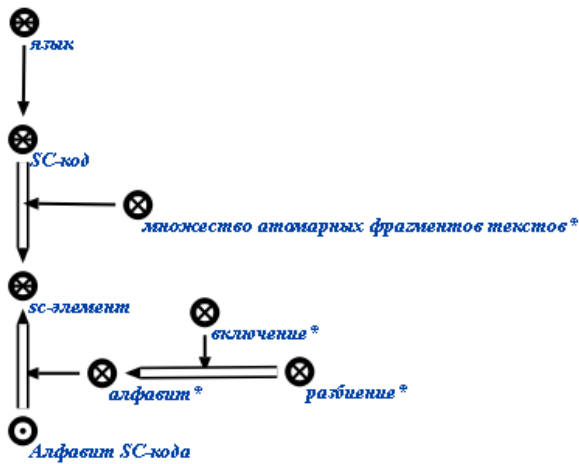 язык
SC-код
множество атомарных фрагментов текстов*
sc-элемент
включение*
алфавит*
разбиение*
Алфавит SC-кода